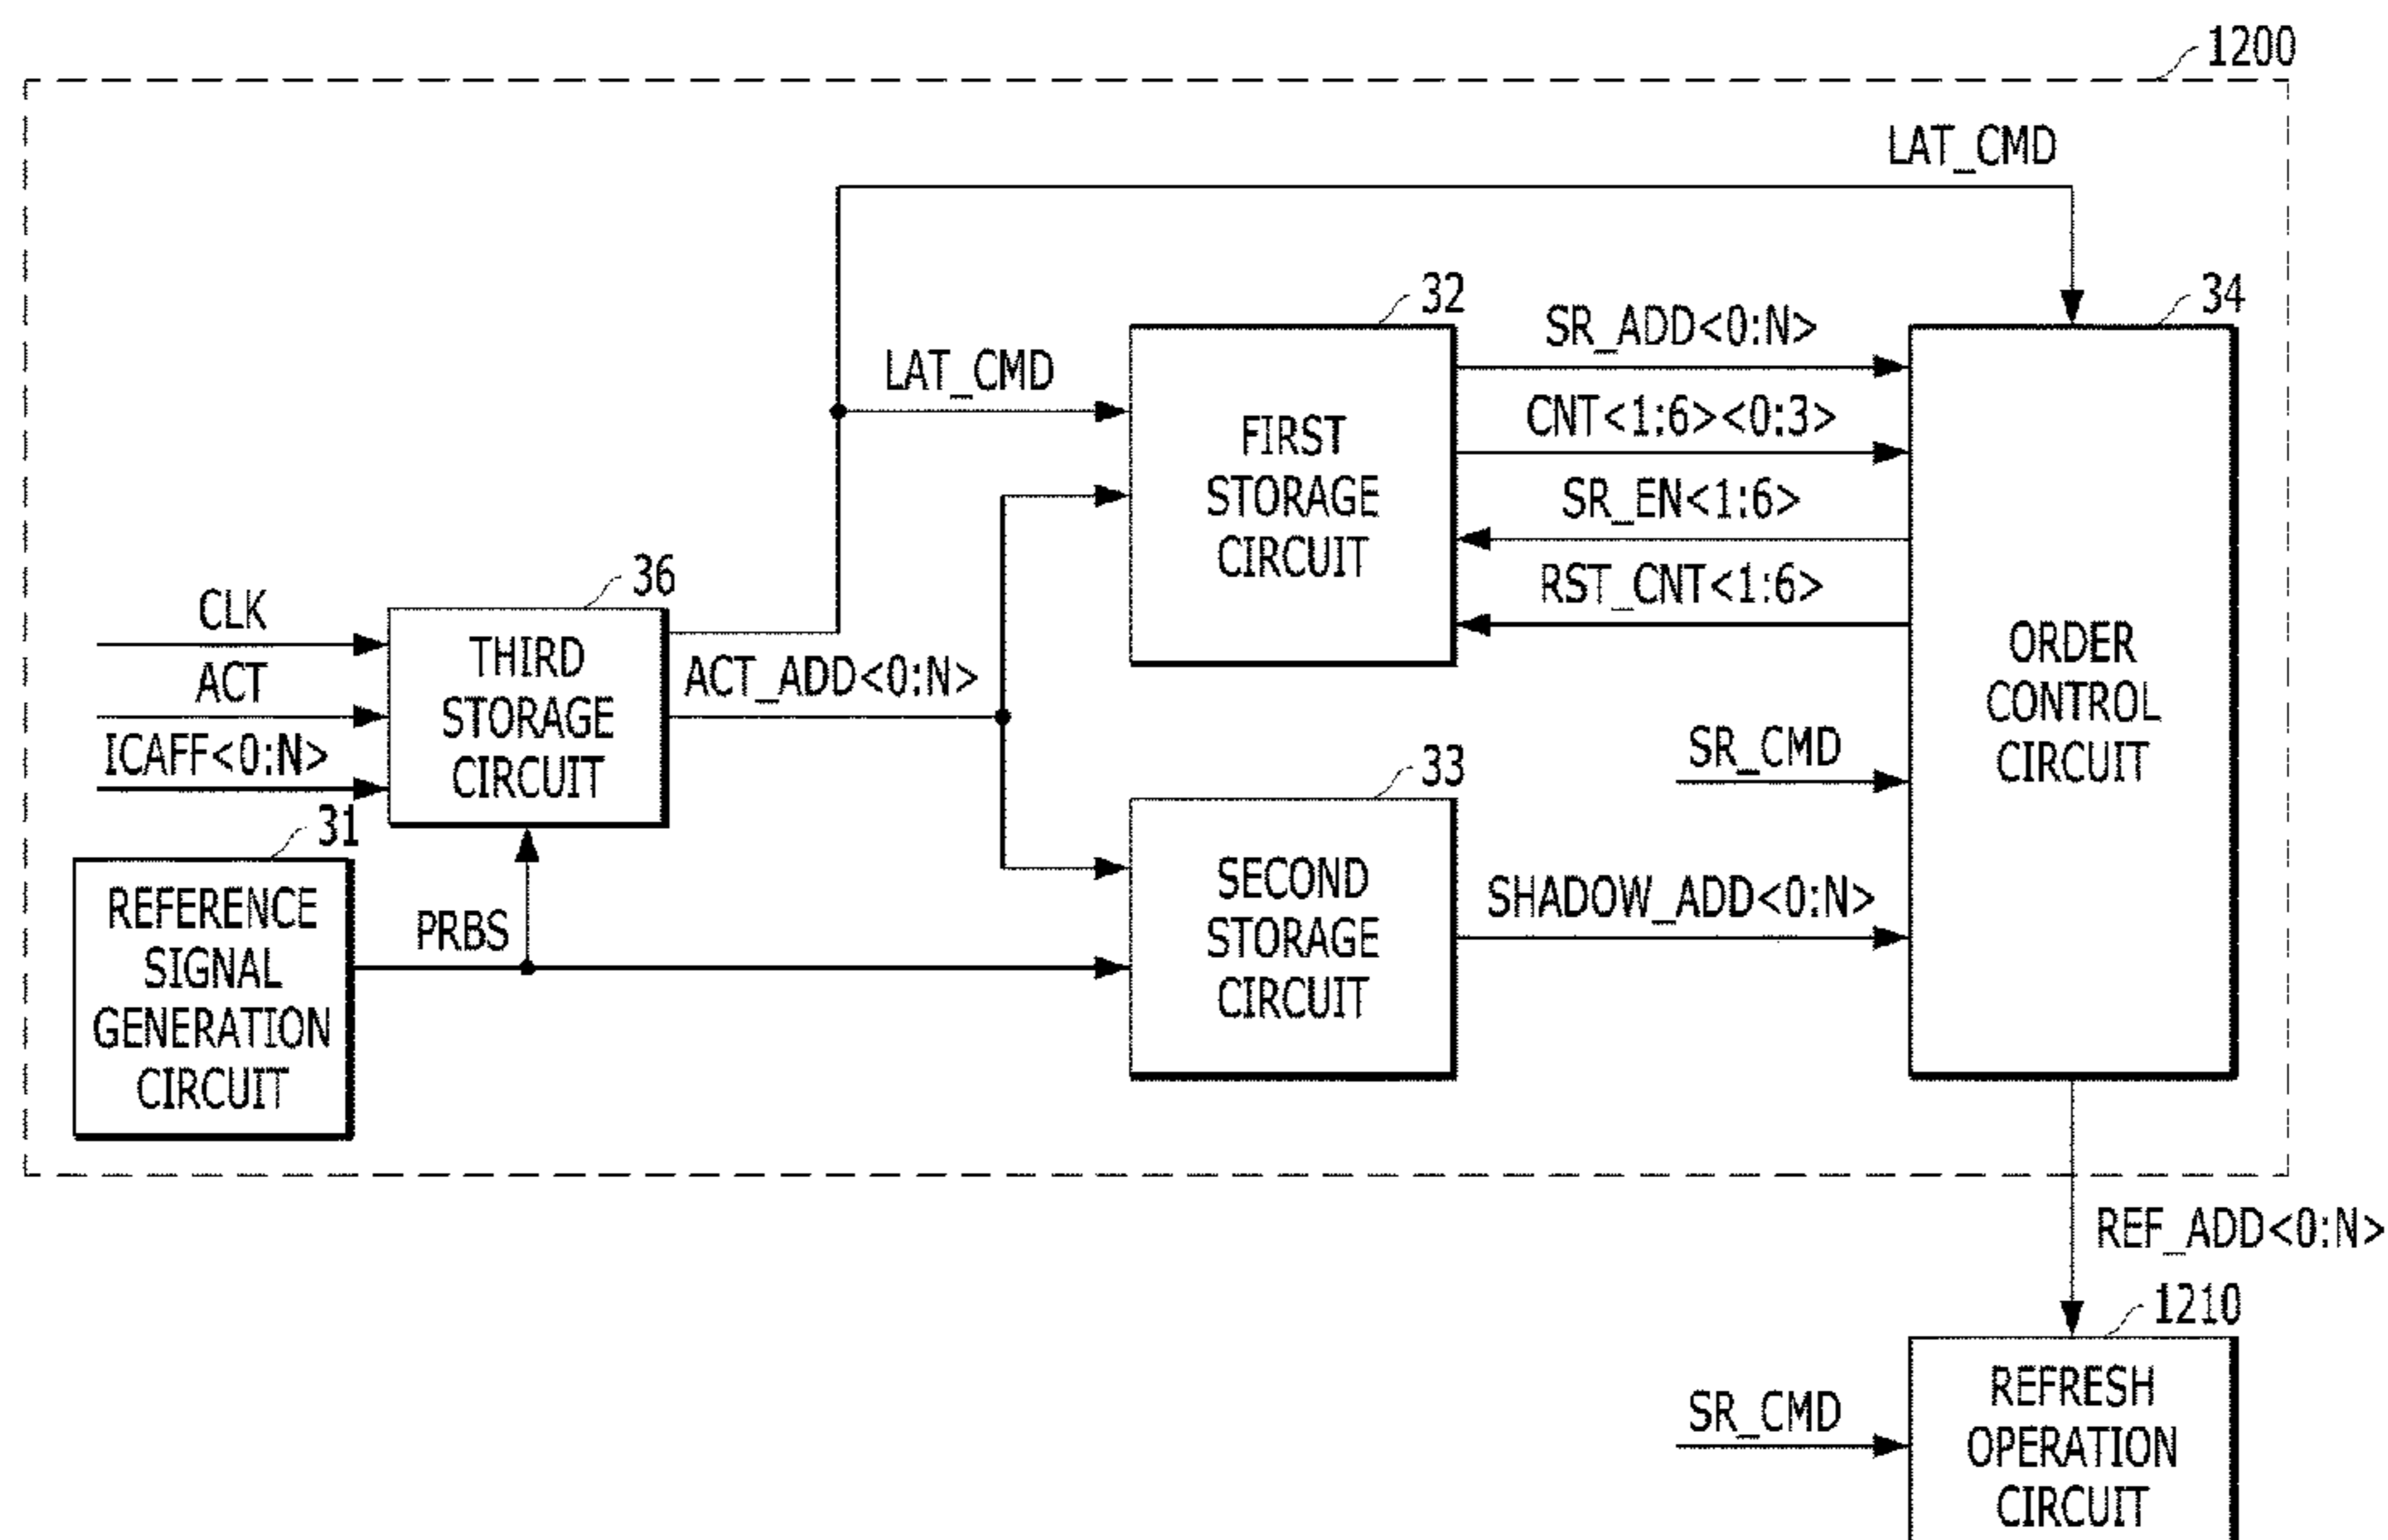 1200
LAT_CMD
32
34
SR_ADD<0:N>
LAT_CMD
CNT<1:6><0:3>
FIRST
STORAGE
CIRCUIT
SR_EN<1:6>
RST_CNT<1:6>
36
CLK
ACT
ICAFF<0:N>
THIRD
STORAGE
CIRCUIT
ACT_ADD<0:N>
ORDER
CONTROL
CIRCUIT
SR_CMD
33
31
REFERENCE
SIGNAL
GENERATION
CIRCUIT
PRBS
SECOND
STORAGE
CIRCUIT
SHADOW_ADD<0:N>
REF_ADD<0:N>
1210
SR_CMD
REFRESH
OPERATION
CIRCUIT